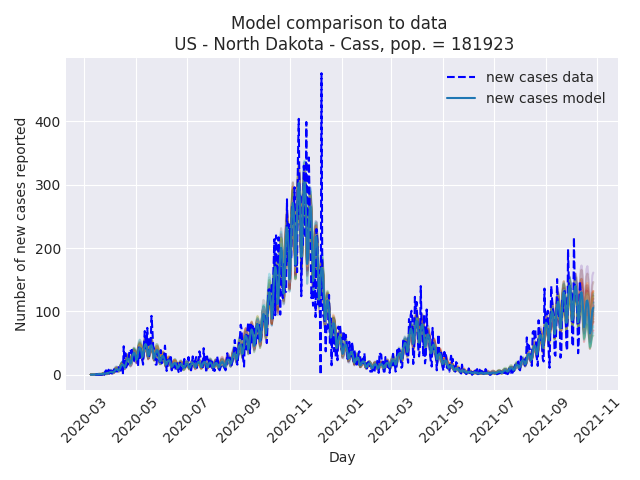 Model comparison to data
US - North Dakota - Cass, pop. = 181923
new cases data
new cases model
Number of new cases reported
400
300
200
100
0
2020-03
2020-05
2020-07
2020-09
2020-11
2021-01
2021-03
2021-05
2021-07
2021-09
2021-11
Day